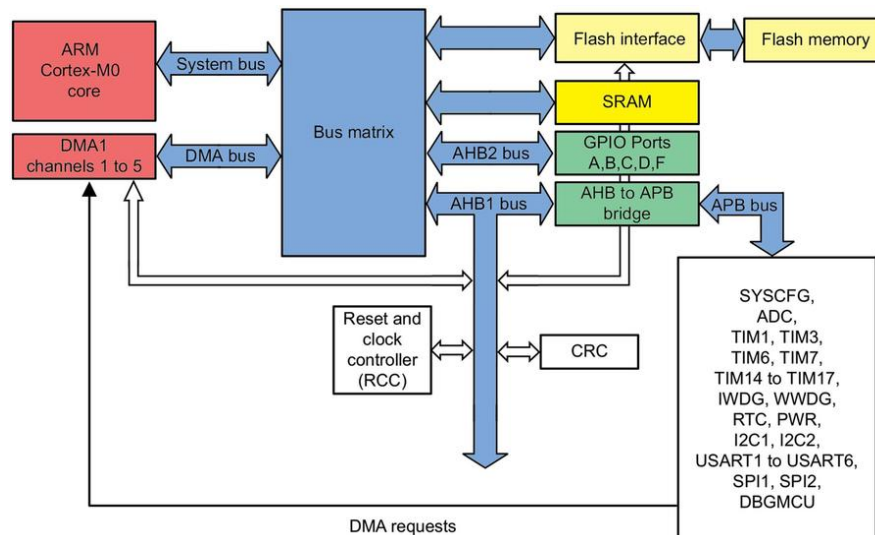 ARM
Cortex-M0
core
System bus
Bus matrix
Flash interface
Flash memory
SRAM
DMA1
channels 1 to 5
DMA bus
AHB2 bus
GPIO Ports
A,B,C,D,F
AHB1 bus
AHB to APB
bridge
APB bus
Reset and
clock
controller
(RCC)
CRC
SYSCFG,
ADC,
TIM1, TIM3,
TIM6, TIM7,
TIM14 to TIM17,
IWDG, WWDG,
RTC, PWR,
I2C1, I2C2,
USART1 to USART6,
SPI1, SPI2,
DBGMCU
DMA requests